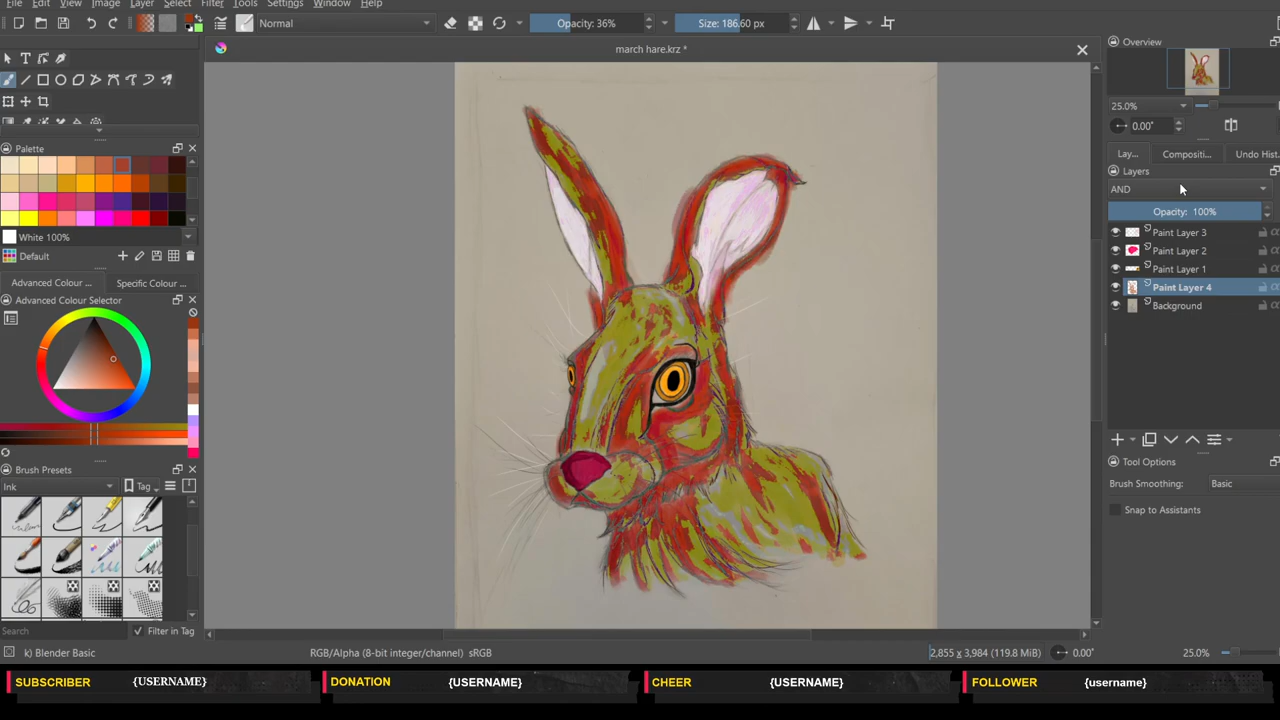 File Edit View Image Layer Select Filter Tools Settings Window Help
Normal
Opacity: 36%
Size: 186.60 px
march hare.krz *
Overview
25.0%
0.00°
Lay... Compositi... Undo Hist.
Layers
AND
Opacity: 100%
Paint Layer 3
Paint Layer 2
Paint Layer 1
Paint Layer 4
Background
Tool Options
Brush Smoothing: Basic
Snap to Assistants
Palette
White 100%
Default
Advanced Colour ... Specific Colour...
Advanced Colour Selector
Brush Presets
Ink
Tag
Search
Filter in Tag
k) Blender Basic
RGB/Alpha (8-bit integer/channel) sRGB
2,855 x 3,984 (119.8 MiB)
0.00°
25.0%
SUBSCRIBER {USERNAME}
DONATION {USERNAME}
CHEER {USERNAME}
FOLLOWER {username}